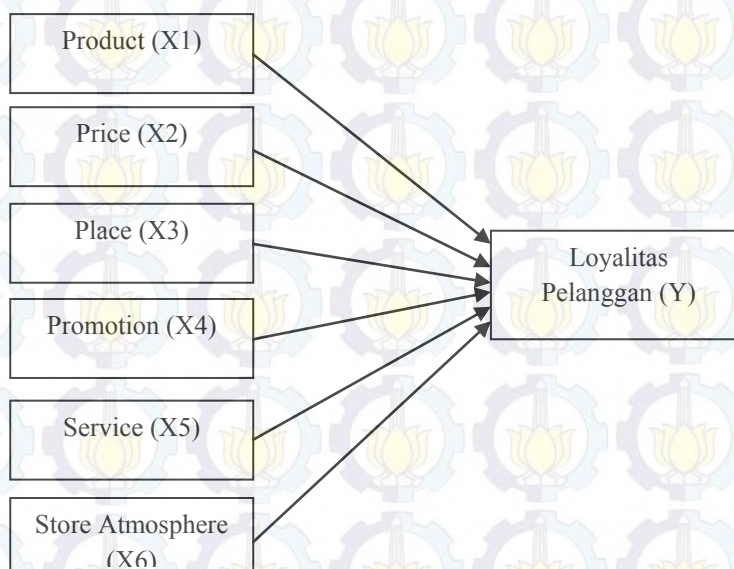 Product (X1)
Price (X2)
Place (X3)
Promotion (X4)
Service (X5)
Store Atmosphere
(X6)
Loyalitas
Pelanggan (Y)